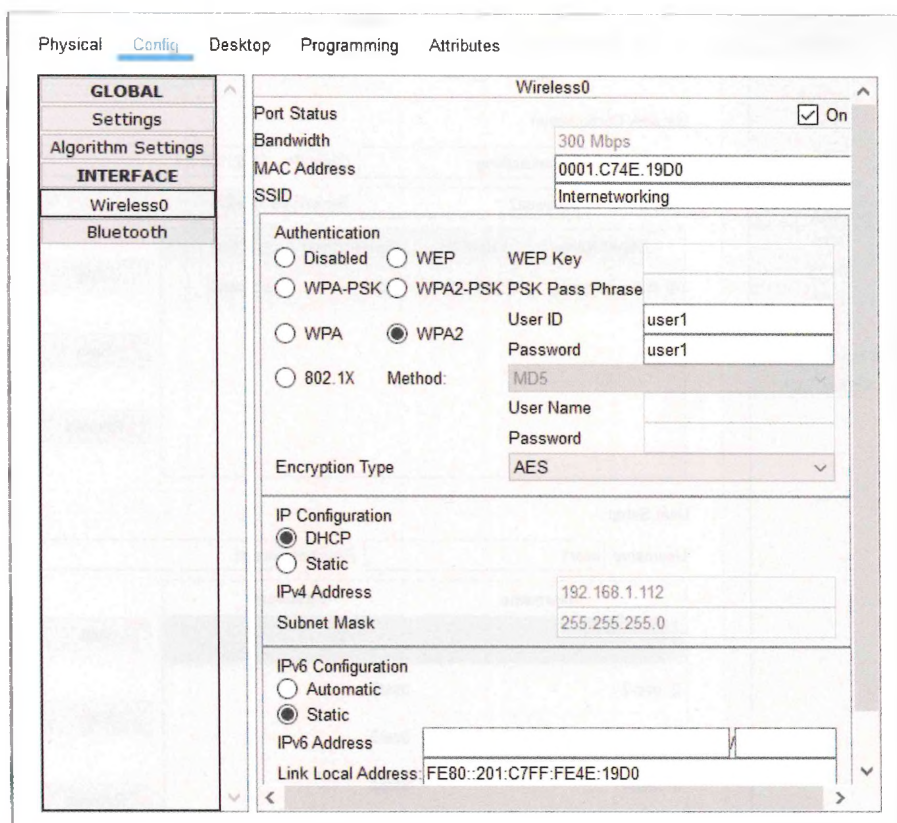 Physical Config Desktop Programming Attributes
GLOBAL
Settings
Algorithm Settings
INTERFACE
Wireless0
Bluetooth
Wireless0
Port Status On
Bandwidth 300 Mbps
MAC Address 0001.C74E.19D0
SSID Internetworking
Authentication
Disabled WEP WEP Key
WPA-PSK WPA2-PSK PSK Pass Phrase
User ID user1
WPA WPA2
Password user1
802.1X Method: MD5
User Name
Password
Encryption Type AES
IP Configuration
DHCP
Static
IPv4 Address 192.168.1.112
Subnet Mask 255.255.255.0
IPv6 Configuration
Automatic
Static
IPv6 Address /
Link Local Address: FE80::201:C7FF:FE4E:19D0